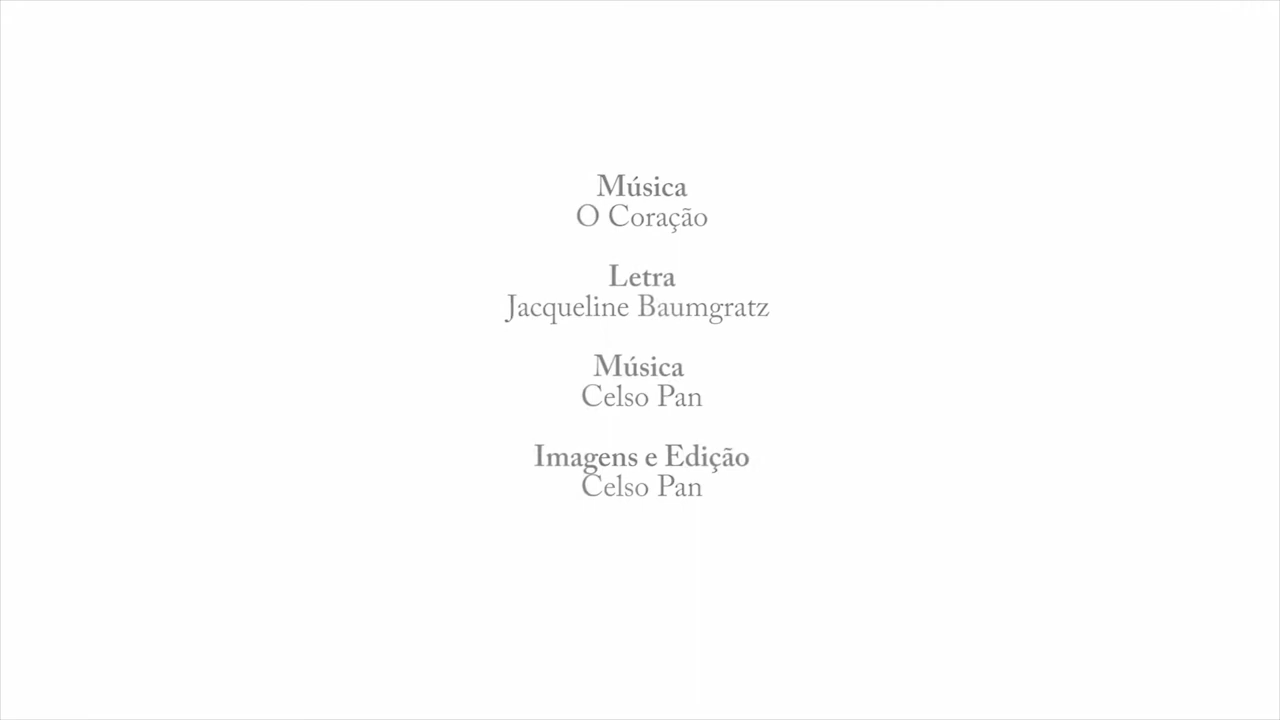 Música
O Coração
Letra
Jacqueline Baumgratz
Música
Celso Pan
Imagens e Edição
Celso Pan